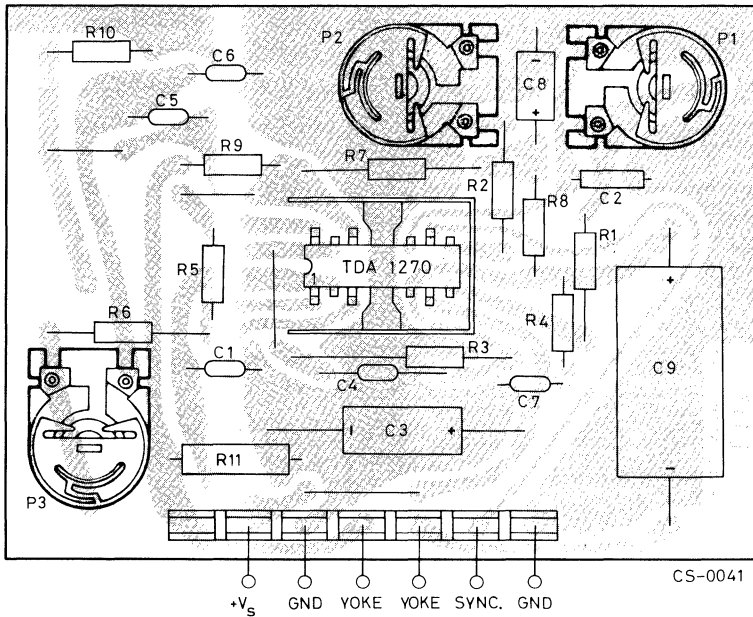 R10
C6
P2
C8
P1
C5
R9
R7
R2
R8
C2
1 TDA 1270
R1
R5
R4
R6
C1
R3
C4
C7
C9
C3
R11
P3
+Vs GND YOKE YOKE SYNC. GND
CS-0041